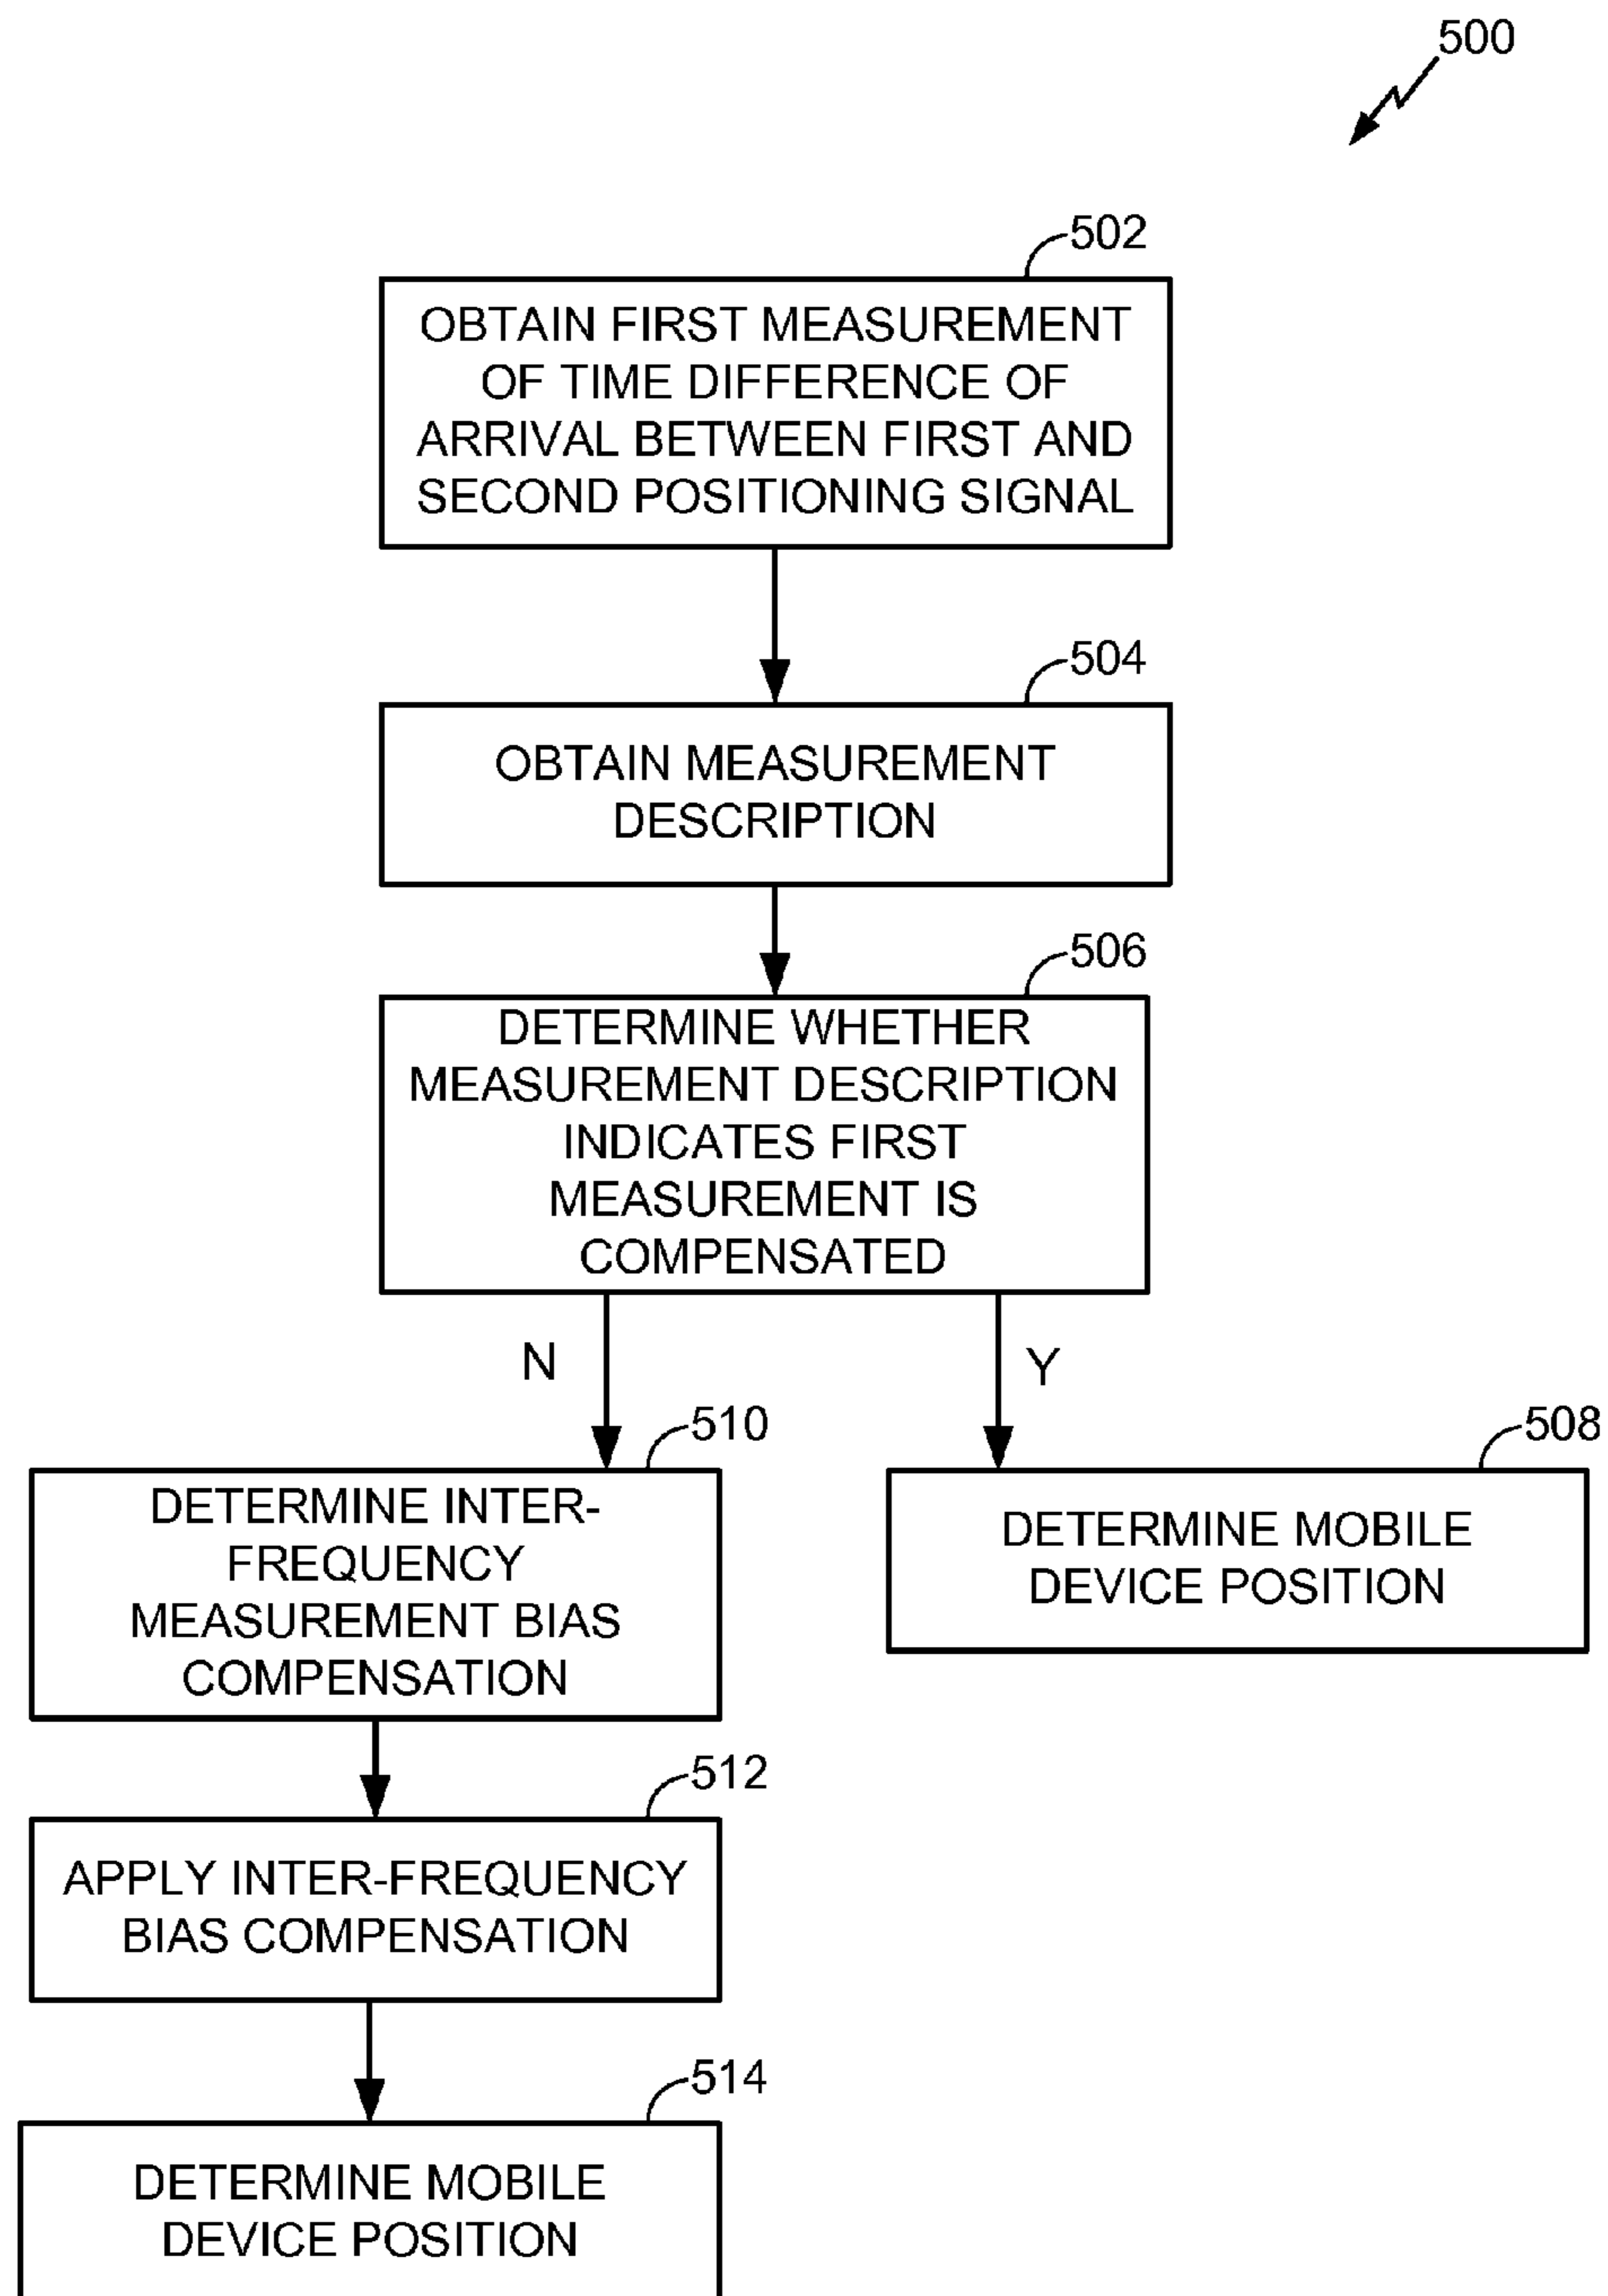 500
502
OBTAIN FIRST MEASUREMENT
OF TIME DIFFERENCE OF
ARRIVAL BETWEEN FIRST AND
SECOND POSITIONING SIGNAL
504
OBTAIN MEASUREMENT
DESCRIPTION
506
DETERMINE WHETHER
MEASUREMENT DESCRIPTION
INDICATES FIRST
MEASUREMENT IS
COMPENSATED
N
Y
510
DETERMINE INTER-
FREQUENCY
MEASUREMENT BIAS
COMPENSATION
508
DETERMINE MOBILE
DEVICE POSITION
512
APPLY INTER-FREQUENCY
BIAS COMPENSATION
514
DETERMINE MOBILE
DEVICE POSITION